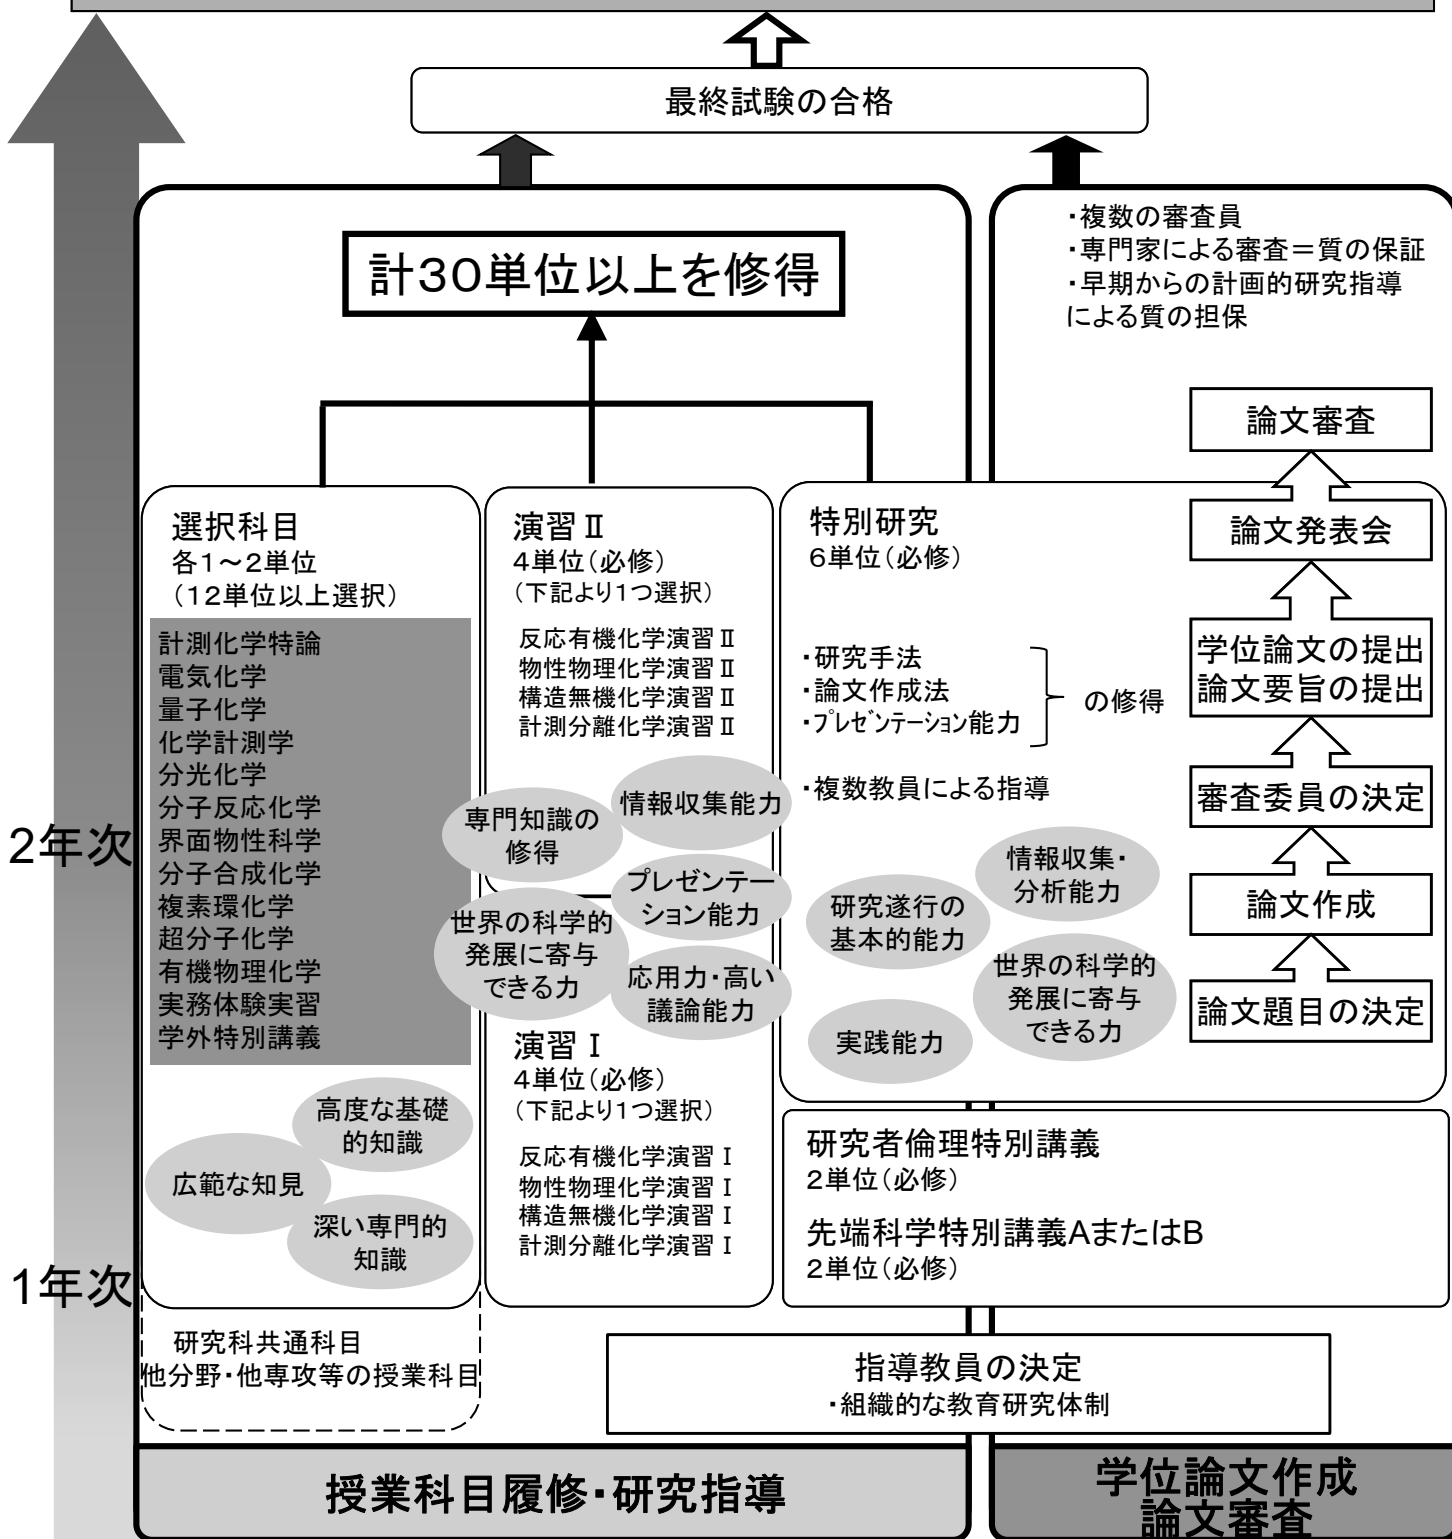 最終試験の合格
・複数の審査員
・専門家による審査＝質の保証
・早期からの計画的研究指導
による質の担保
計30単位以上を修得
論文審査
論文発表会
学位論文の提出
論文要旨の提出
審査委員の決定
論文作成
論文題目の決定
選択科目
各1～2単位
（12単位以上選択）
計測化学特論
電気化学
量子化学
化学計測学
分光化学
分子反応化学
界面物性科学
分子合成化学
複素環化学
超分子化学
有機物理化学
実務体験実習
学外特別講義
高度な基礎
的知識
広範な知見
深い専門的
知識
演習Ⅱ
4単位（必修）
（下記より1つ選択）
反応有機化学演習Ⅱ
物性物理化学演習Ⅱ
構造無機化学演習Ⅱ
計測分離化学演習Ⅱ
情報収集能力
専門知識の
修得
プレゼンテー
ション能力
世界の科学的
発展に寄与
できる力
応用力・高い
議論能力
演習Ⅰ
4単位（必修）
（下記より1つ選択）
反応有機化学演習Ⅰ
物性物理化学演習Ⅰ
構造無機化学演習Ⅰ
計測分離化学演習Ⅰ
特別研究
6単位（必修）
・研究手法
・論文作成法
・プレゼンテーション能力
の修得
・複数教員による指導
情報収集・
分析能力
研究遂行の
基本的能力
世界の科学的
発展に寄与
できる力
実践能力
研究者倫理特別講義
2単位（必修）
先端科学特別講義AまたはB
2単位（必修）
2年次
1年次
研究科共通科目
他分野・他専攻等の授業科目
指導教員の決定
・組織的な教育研究体制
授業科目履修・研究指導
学位論文作成
論文審査